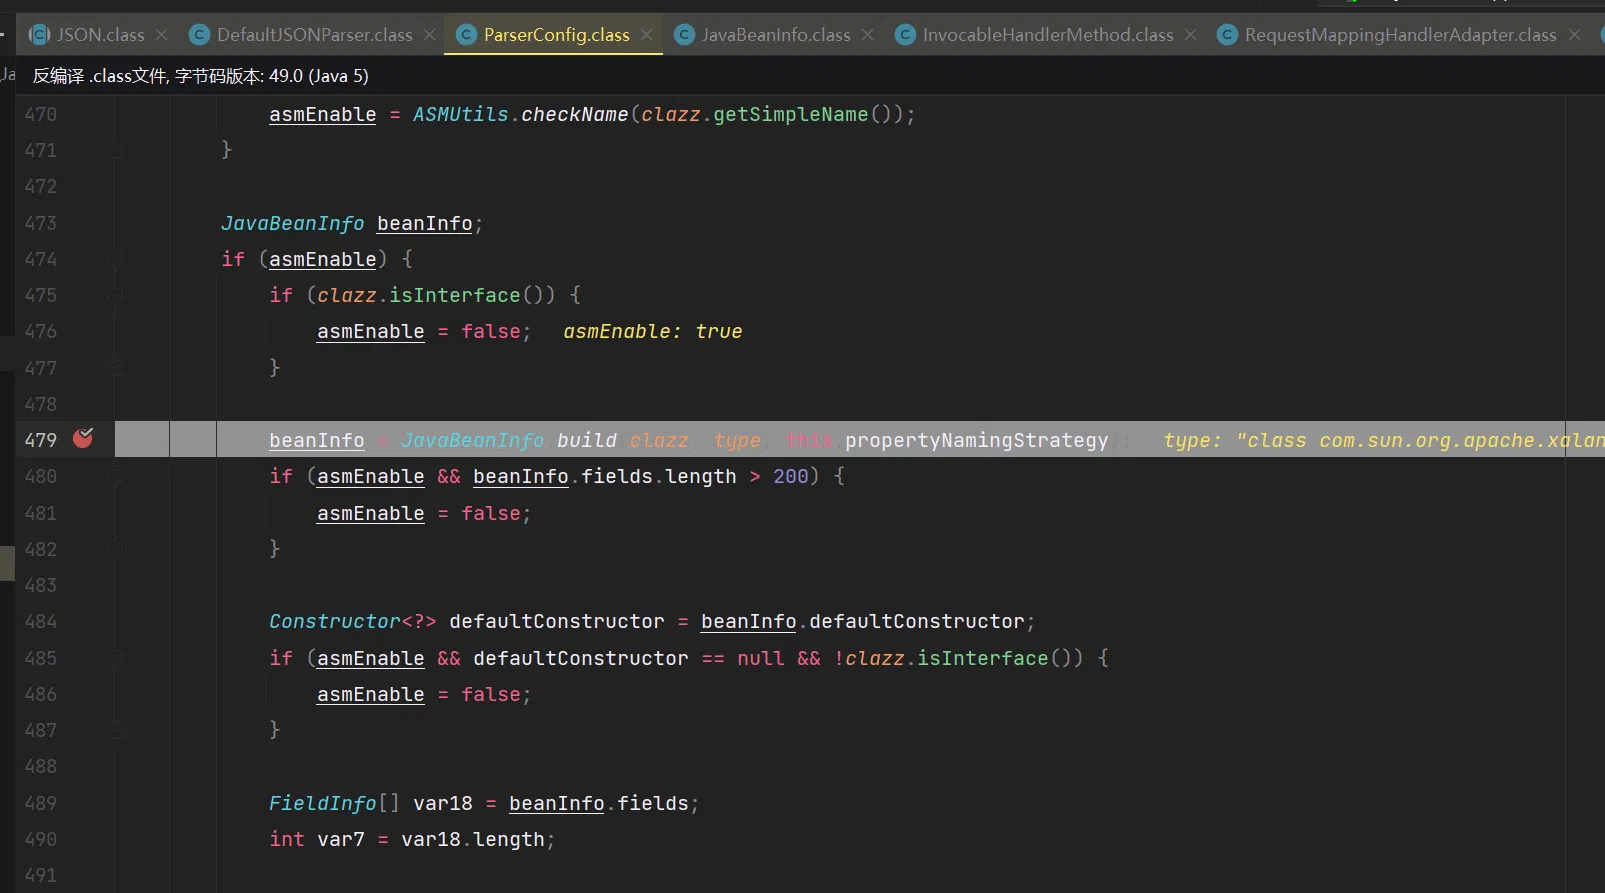 JSON.class DefaultJSONParser.class ParserConfig.class JavaBeanInfo.class InvocableHandlerMethod.class RequestMappingHandlerAdapter.class
Ja 反编译 .class文件, 字节码版本: 49.0 (Java 5)
470 asmEnable = ASMUtils.checkName(clazz.getSimpleName());
471 }
472
473 JavaBeanInfo beanInfo;
474 if (asmEnable) {
475 if (clazz.isInterface()) {
476 asmEnable = false; asmEnable: true
477 }
478
479 beanInfo = JavaBeanInfo.build(clazz, type, this.propertyNamingStrategy); type: "class com.sun.org.apache.xalan
480 if (asmEnable && beanInfo.fields.length > 200) {
481 asmEnable = false;
482 }
483
484 Constructor<?> defaultConstructor = beanInfo.defaultConstructor;
485 if (asmEnable && defaultConstructor == null && !clazz.isInterface()) {
486 asmEnable = false;
487 }
488
489 FieldInfo[] var18 = beanInfo.fields;
490 int var7 = var18.length;
491